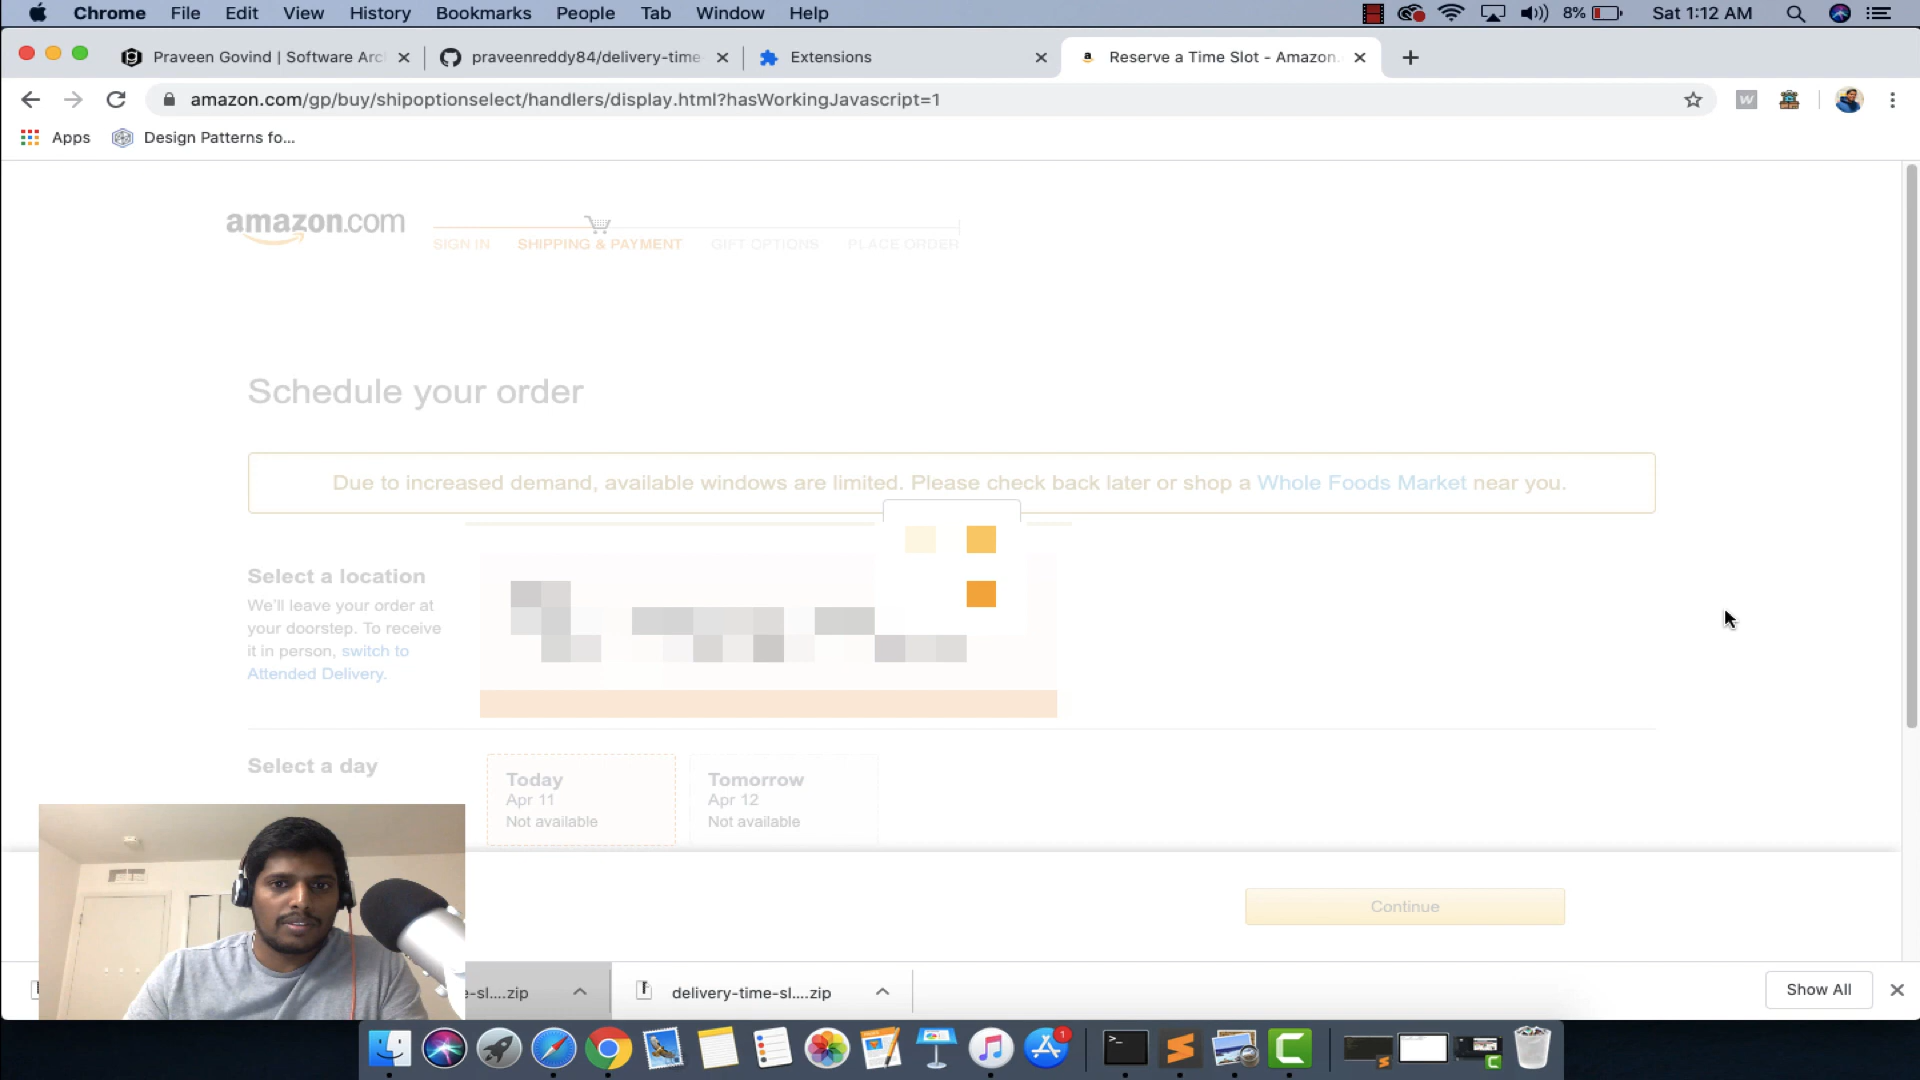 Chrome File Edit View History Bookmarks People Tab Window Help 8% Sat 1:12 AM
Praveen Govind | Software Arc praveenreddy84/delivery-time- Extensions Reserve a Time Slot - Amazon.
amazon.com/gp/buy/shipoptionselect/handlers/display.html?hasWorkingJavascript=1
Apps Design Patterns fo...
amazon.com
SIGN IN SHIPPING & PAYMENT GIFT OPTIONS PLACE ORDER
Schedule your order
Due to increased demand, available windows are limited. Please check back later or shop a Whole Foods Market near you.
Select a location
We'll leave your order at
your doorstep. To receive
it in person, switch to
Attended Delivery.
Select a day
Today
Apr 11
Not available
Tomorrow
Apr 12
Not available
Continue
e-sl....zip delivery-time-sl....zip Show All